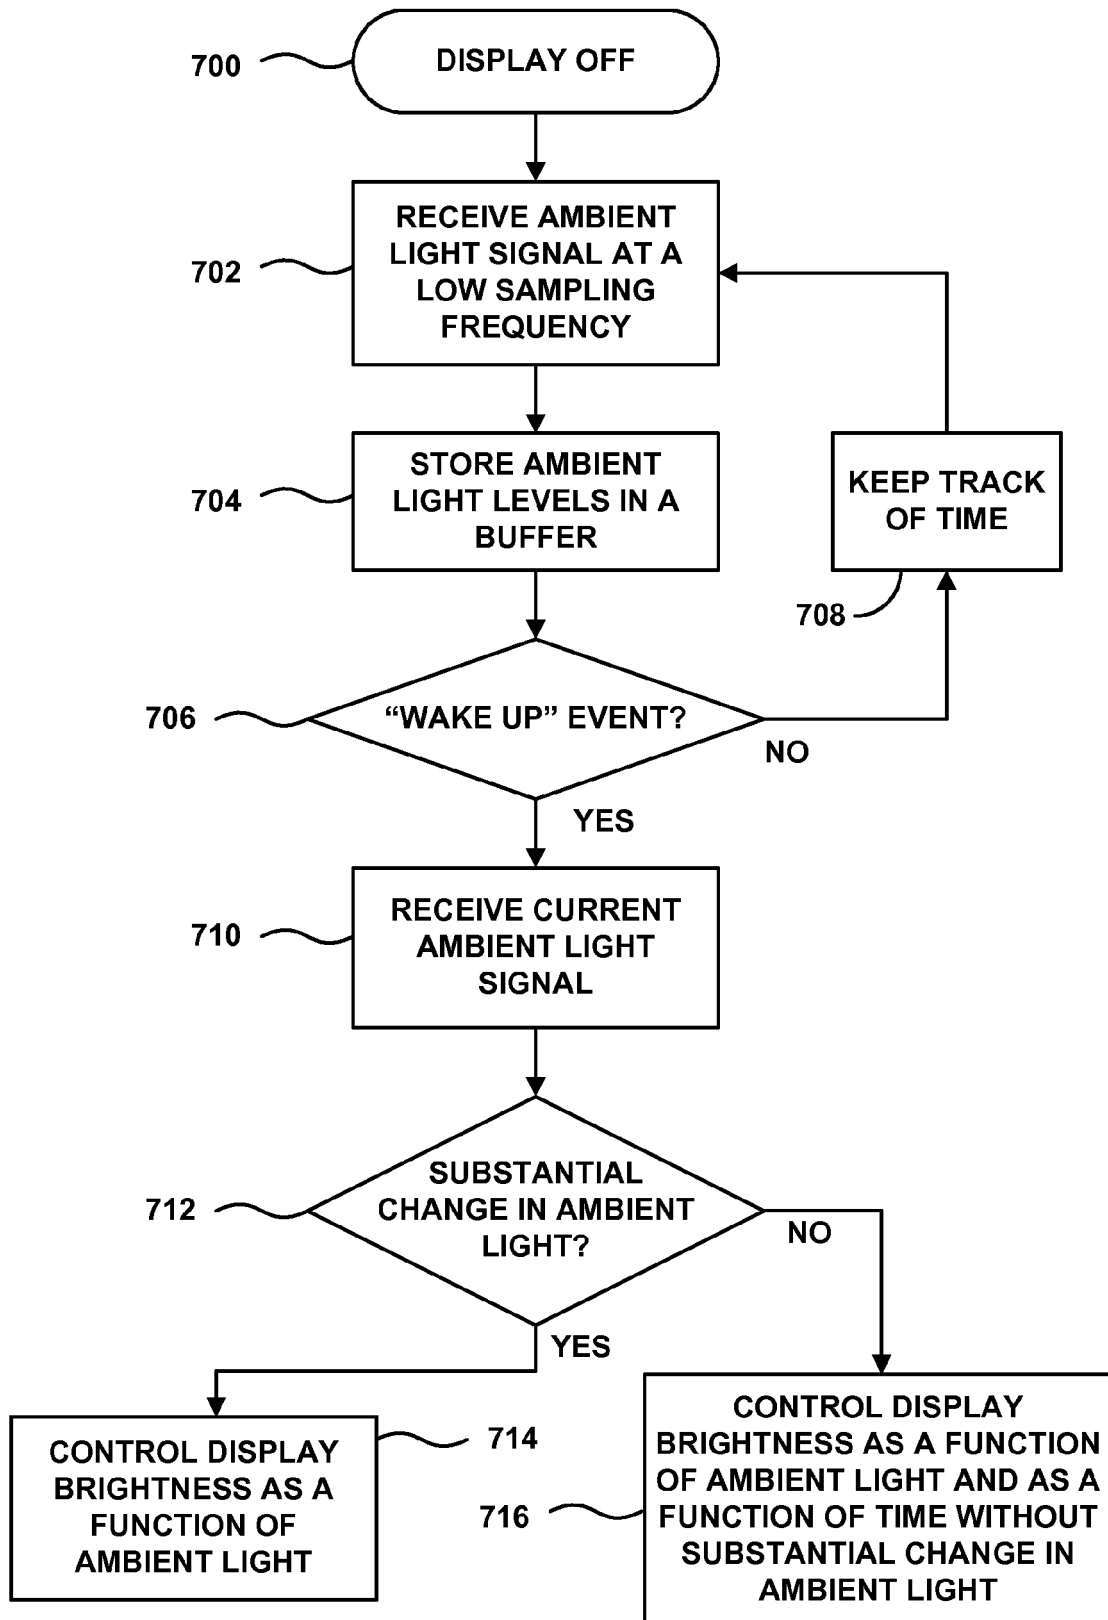 700
DISPLAY OFF
702
RECEIVE AMBIENT
LIGHT SIGNAL AT A
LOW SAMPLING
FREQUENCY
704
STORE AMBIENT
LIGHT LEVELS IN A
BUFFER
KEEP TRACK
OF TIME
708
706
“WAKE UP” EVENT?
NO
YES
710
RECEIVE CURRENT
AMBIENT LIGHT
SIGNAL
712
SUBSTANTIAL
CHANGE IN AMBIENT
LIGHT?
NO
YES
CONTROL DISPLAY
BRIGHTNESS AS A
FUNCTION OF
AMBIENT LIGHT
714
716
CONTROL DISPLAY
BRIGHTNESS AS A FUNCTION
OF AMBIENT LIGHT AND AS A
FUNCTION OF TIME WITHOUT
SUBSTANTIAL CHANGE IN
AMBIENT LIGHT